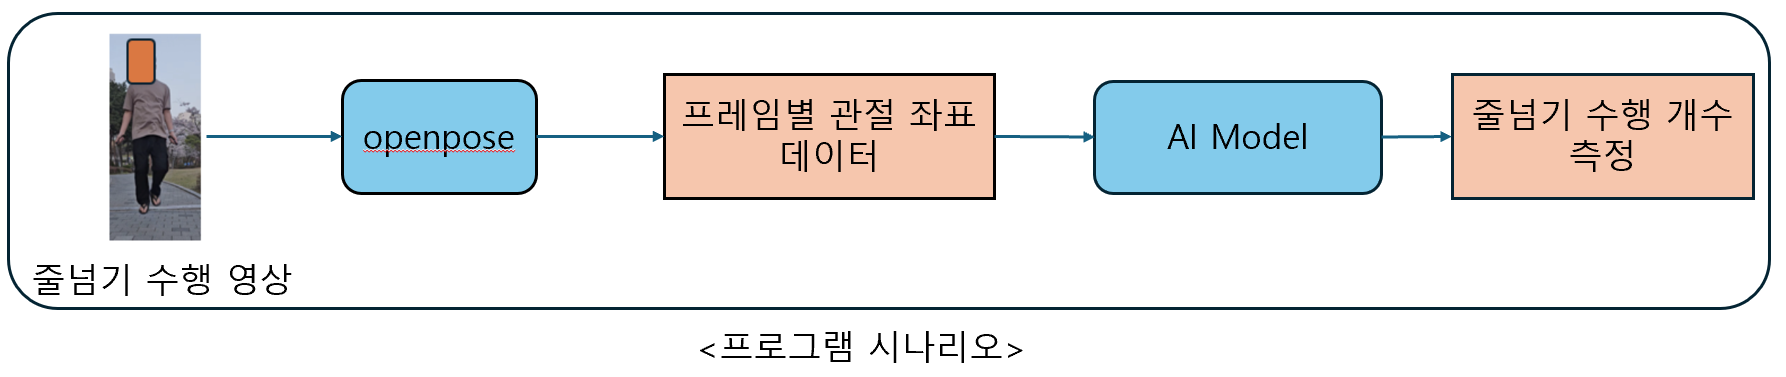 openpose
프레임별 관절 좌표
데이터
AI Model
줄넘기 수행 개수
측정
줄넘기 수행 영상
<프로그램 시나리오>